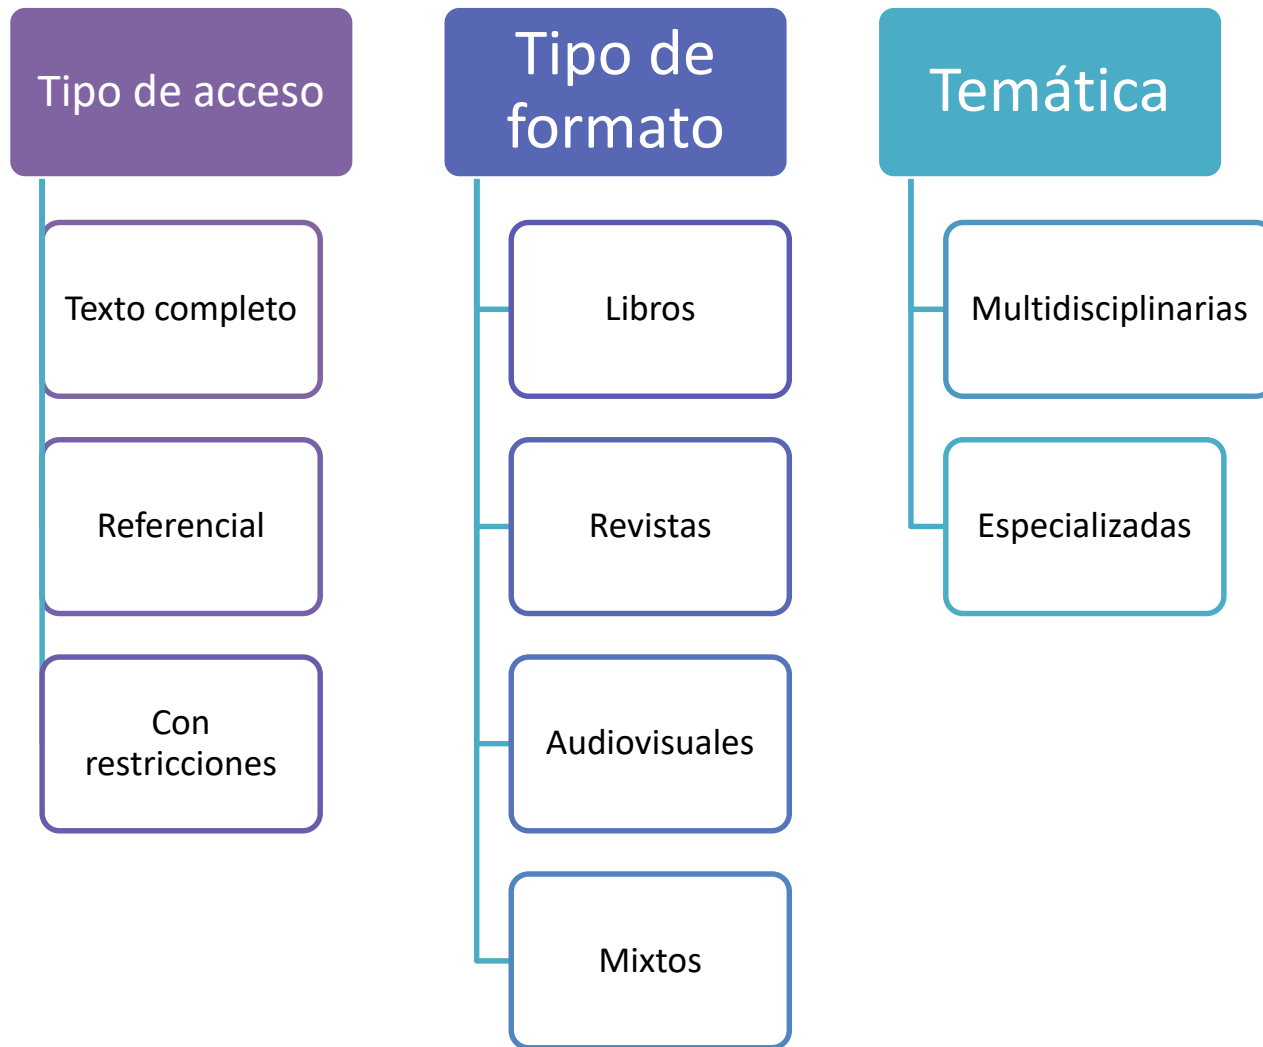 Tipo de acceso
Texto completo
Referencial
Con
restricciones
Tipo de
formato
Libros
Revistas
Audiovisuales
Mixtos
Temática
Multidisciplinarias
Especializadas